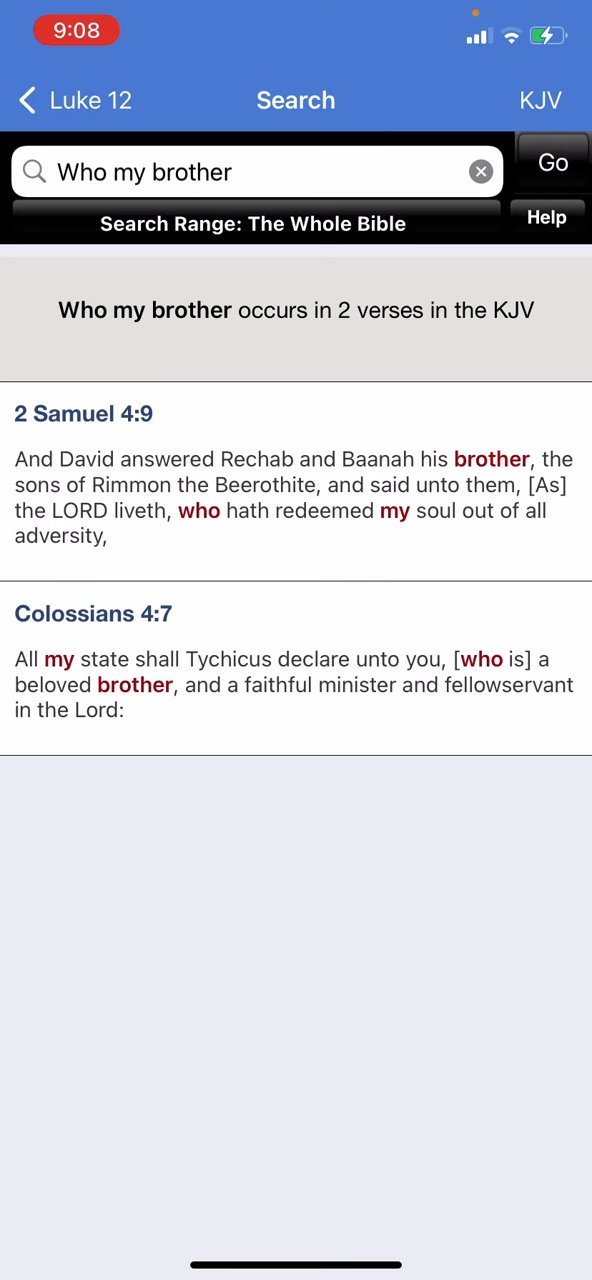 9:08
Luke 12
Search
KJV
Who my brother
Go
Search Range: The Whole Bible
Help
Who my brother occurs in 2 verses in the KJV
2 Samuel 4:9
And David answered Rechab and Baanah his brother, the
sons of Rimmon the Beerothite, and said unto them, [As]
the LORD liveth, who hath redeemed my soul out of all
adversity,
Colossians 4:7
All my state shall Tychicus declare unto you, [who is] a
beloved brother, and a faithful minister and fellowservant
in the Lord: